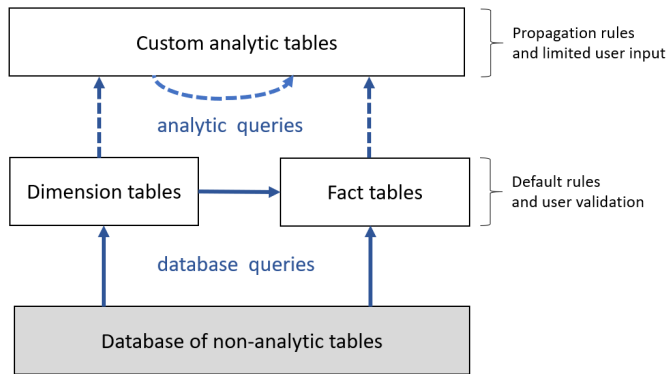 Custom analytic tables
Propagation rules
and limited user input
analytic queries
Dimension tables
Fact tables
Default rules
and user validation
database queries
Database of non-analytic tables